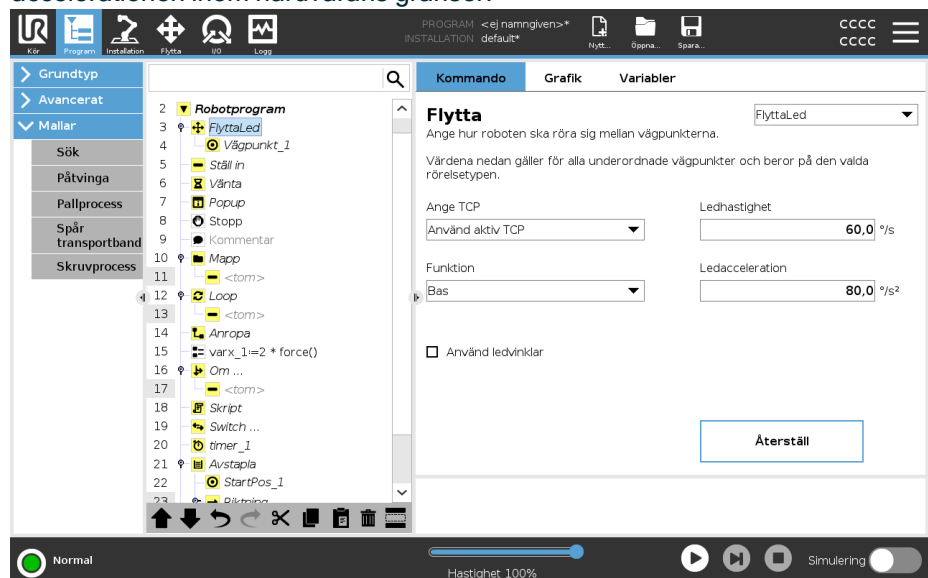 PROGRAM <ej namngiven>*
INSTALLATION default*
cccc
cccc
Kör
Program
Installation
Flytta
I/O
Logg
Nytt...
Öppna...
Spara...
Grundtyp
Avancerat
Mallar
Sök
Påtvinga
Pallprocess
Spår
transportband
Skruvprocess
2 Robotprogram
3 FlyttaLed
4 Vägpunkt_1
5 Ställ in
6 Vänta
7 Popup
8 Stopp
9 Kommentar
10 Mapp
11 <tom>
12 Loop
13 <tom>
14 Anropa
15 varx_1:=2 * force()
16 Om ...
17 <tom>
18 Skript
19 Switch ...
20 timer_1
21 Avstapla
22 StartPos_1
23 Riktning
Kommando
Grafik
Variabler
Flytta
FlyttaLed
Ange hur roboten ska röra sig mellan vägpunkterna.
Värdena nedan gäller för alla underordnade vägpunkter och beror på den valda
rörelsetypen.
Ange TCP
Ledhastighet
Använd aktiv TCP
60,0 °/s
Funktion
Ledacceleration
Bas
80,0 °/s²
Använd ledvinklar
Återställ
Normal
Hastighet 100%
Simulering